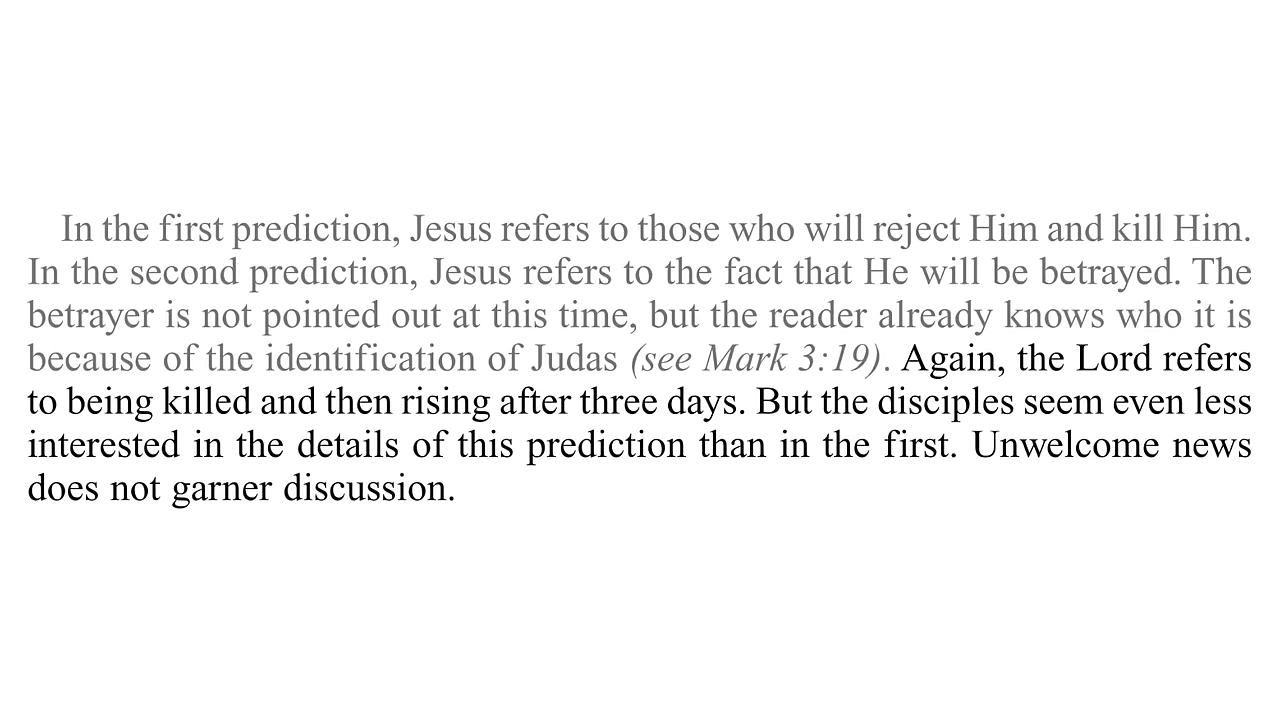 In the first prediction, Jesus refers to those who will reject Him and kill Him.
In the second prediction, Jesus refers to the fact that He will be betrayed. The
betrayer is not pointed out at this time, but the reader already knows who it is
because of the identification of Judas (see Mark 3:19). Again, the Lord refers
to being killed and then rising after three days. But the disciples seem even less
interested in the details of this prediction than in the first. Unwelcome news
does not garner discussion.